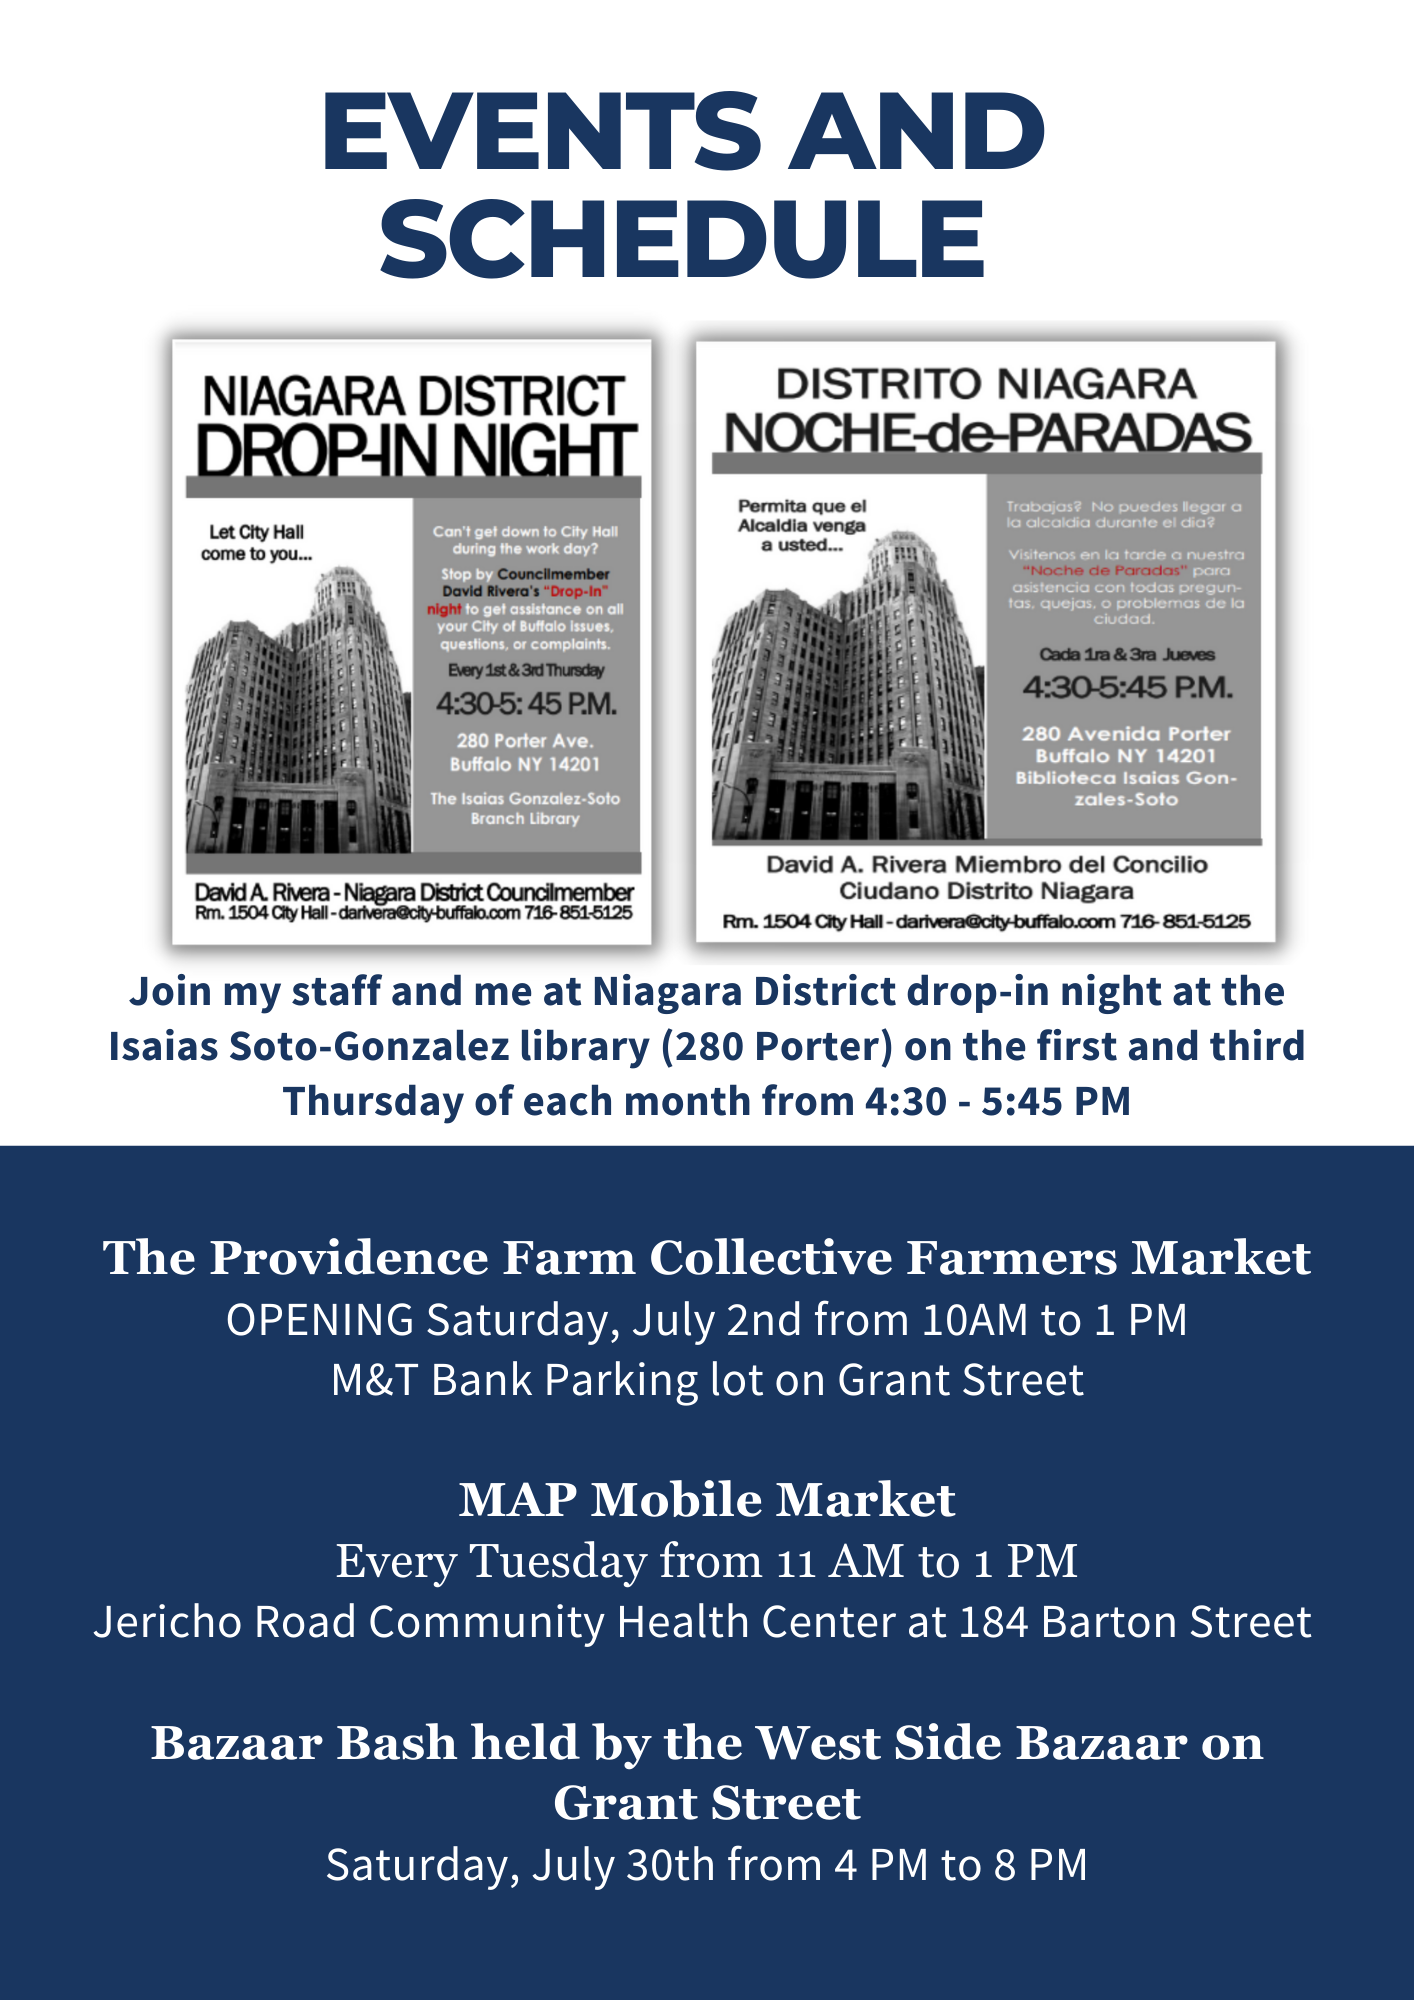 EVENTS AND
SCHEDULE
NIAGARA DISTRICT
DROP-IN NIGHT
Let City Hall
come to you...
Can't get down to City Hall
during the work day?
Stop by Councilmember
David Rivera's "Drop-In"
night to get assistance on all
your City of Buffalo issues,
questions, or complaints.
Every 1st & 3rd Thursday
4:30-5: 45 P.M.
280 Porter Ave.
Buffalo NY 14201
The Isaias Gonzalez-Soto
Branch Library
David A. Rivera - Niagara District Councilmember
Rm. 1504 City Hall - darivera@city-buffalo.com 716- 851-5125
DISTRITO NIAGARA
NOCHE-de-PARADAS
Permita que el
Alcaldia venga
a usted...
Trabajas? No puedes llegar a
la alcaldia durante el dia?
Visitenos en la tarde a nuestra
"Noche de Paradas" para
asistencia con todas pregun-
tas, quejas, o problemas de la
ciudad.
Cada 1ra & 3ra Jueves
4:30-5:45 P.M.
280 Avenida Porter
Buffalo NY 14201
Biblioteca Isaias Gon-
zales-Soto
David A. Rivera Miembro del Concilio
Ciudano Distrito Niagara
Rm. 1504 City Hall - darivera@city-buffalo.com 716- 851-5125
Join my staff and me at Niagara District drop-in night at the
Isaias Soto-Gonzalez library (280 Porter) on the first and third
Thursday of each month from 4:30 - 5:45 PM
The Providence Farm Collective Farmers Market
OPENING Saturday, July 2nd from 10AM to 1 PM
M&T Bank Parking lot on Grant Street
MAP Mobile Market
Every Tuesday from 11 AM to 1 PM
Jericho Road Community Health Center at 184 Barton Street
Bazaar Bash held by the West Side Bazaar on
Grant Street
Saturday, July 30th from 4 PM to 8 PM